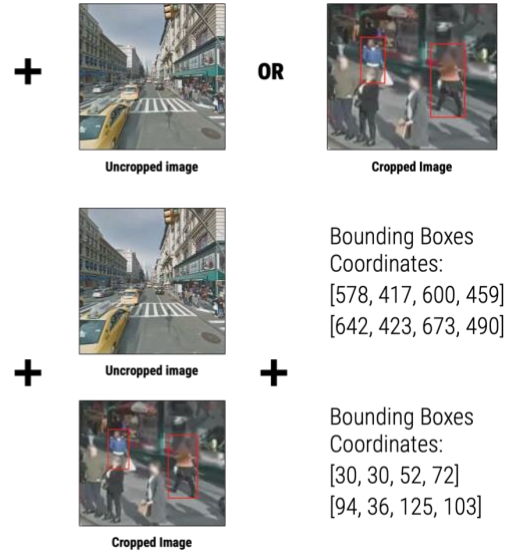 +
OR
Uncropped image
Cropped Image
Bounding Boxes
Coordinates:
[578, 417, 600, 459]
[642, 423, 673, 490]
Uncropped image
+
+
Bounding Boxes
Coordinates:
[30, 30, 52, 72]
[94, 36, 125, 103]
Cropped Image